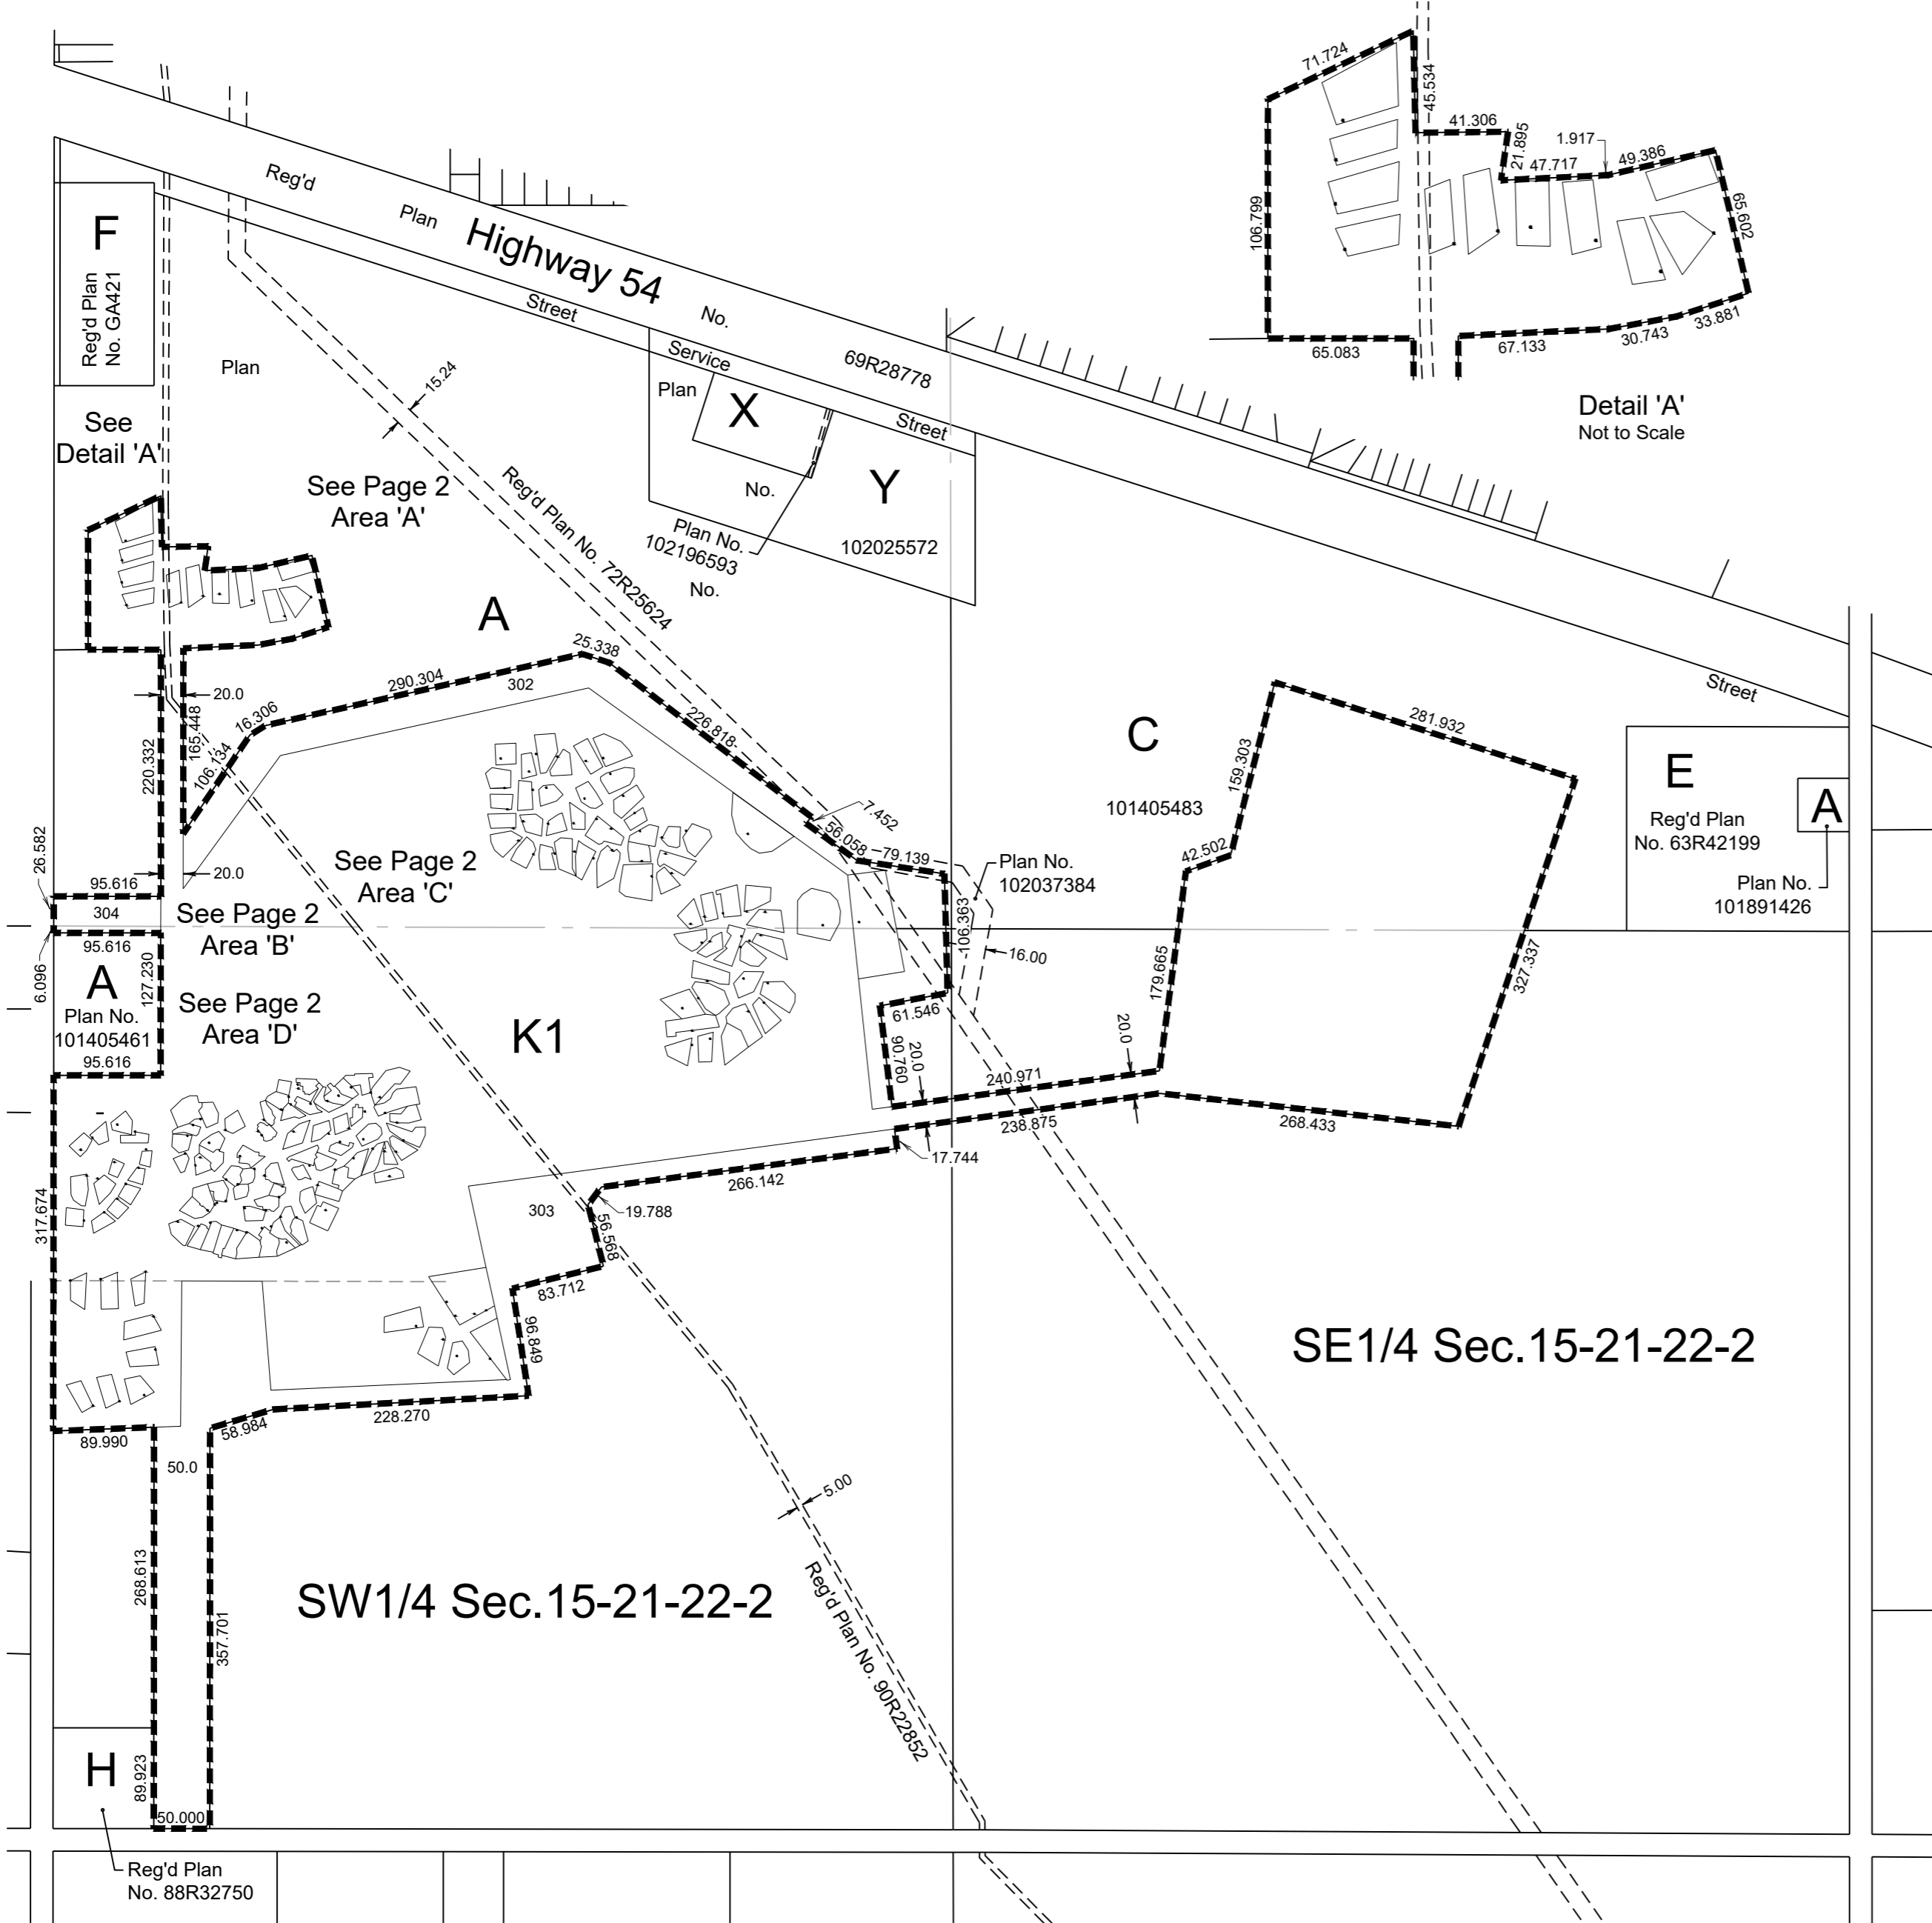 71.724
45.534
41.306
21.895
1.917
47.717
49.386
65.602
106.799
65.083
67.133
30.743
33.881
Detail 'A'
Not to Scale
Reg'd
Plan
Highway 54
No.
69R28778
Street
Service
Street
Street
F
Reg'd Plan
No. GA421
Plan
See
Detail 'A'
15.24
See Page 2
Area 'A'
Reg'd Plan No. 72R25624
Plan
X
No.
Y
Plan No.
102196593
102025572
No.
A
25.338
290.304
302
226.818
20.0
16.306
165.448
106.134
220.332
C
101405483
281.932
159.303
42.502
E
Reg'd Plan
No. 63R42199
A
Plan No.
101891426
7.452
56.058
79.139
Plan No.
102037384
26.582
95.616
304
20.0
See Page 2
Area 'C'
See Page 2
Area 'B'
106.363
16.00
327.337
6.096
95.616
A
Plan No.
101405461
95.616
127.230
See Page 2
Area 'D'
K1
179.665
61.546
90.760
20.0
20.0
240.971
238.875
268.433
17.744
266.142
19.788
303
56.568
317.674
83.712
96.849
SE1/4 Sec.15-21-22-2
89.990
58.984
228.270
50.0
5.00
268.613
SW1/4 Sec.15-21-22-2
357.701
Reg'd Plan No. 90R22852
H
89.923
50.000
Reg'd Plan
No. 88R32750